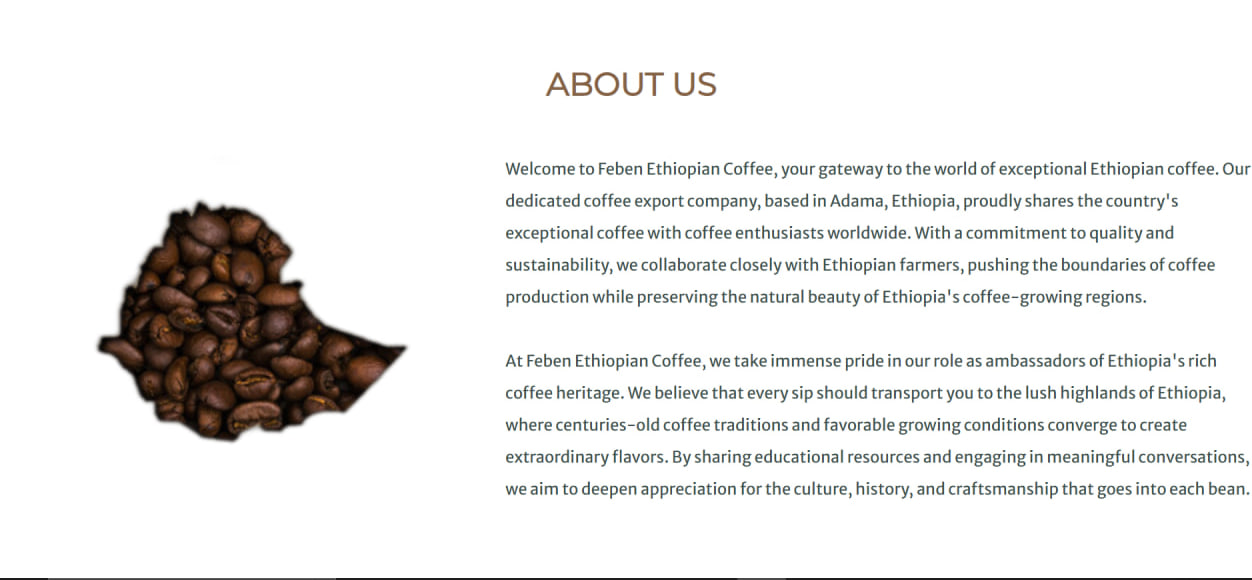 ABOUT US
Welcome to Feben Ethiopian Coffee, your gateway to the world of exceptional Ethiopian coffee. Our
dedicated coffee export company, based in Adama, Ethiopia, proudly shares the country's
exceptional coffee with coffee enthusiasts worldwide. With a commitment to quality and
sustainability, we collaborate closely with Ethiopian farmers, pushing the boundaries of coffee
production while preserving the natural beauty of Ethiopia's coffee-growing regions.
At Feben Ethiopian Coffee, we take immense pride in our role as ambassadors of Ethiopia's rich
coffee heritage. We believe that every sip should transport you to the lush highlands of Ethiopia,
where centuries-old coffee traditions and favorable growing conditions converge to create
extraordinary flavors. By sharing educational resources and engaging in meaningful conversations,
we aim to deepen appreciation for the culture, history, and craftsmanship that goes into each bean.